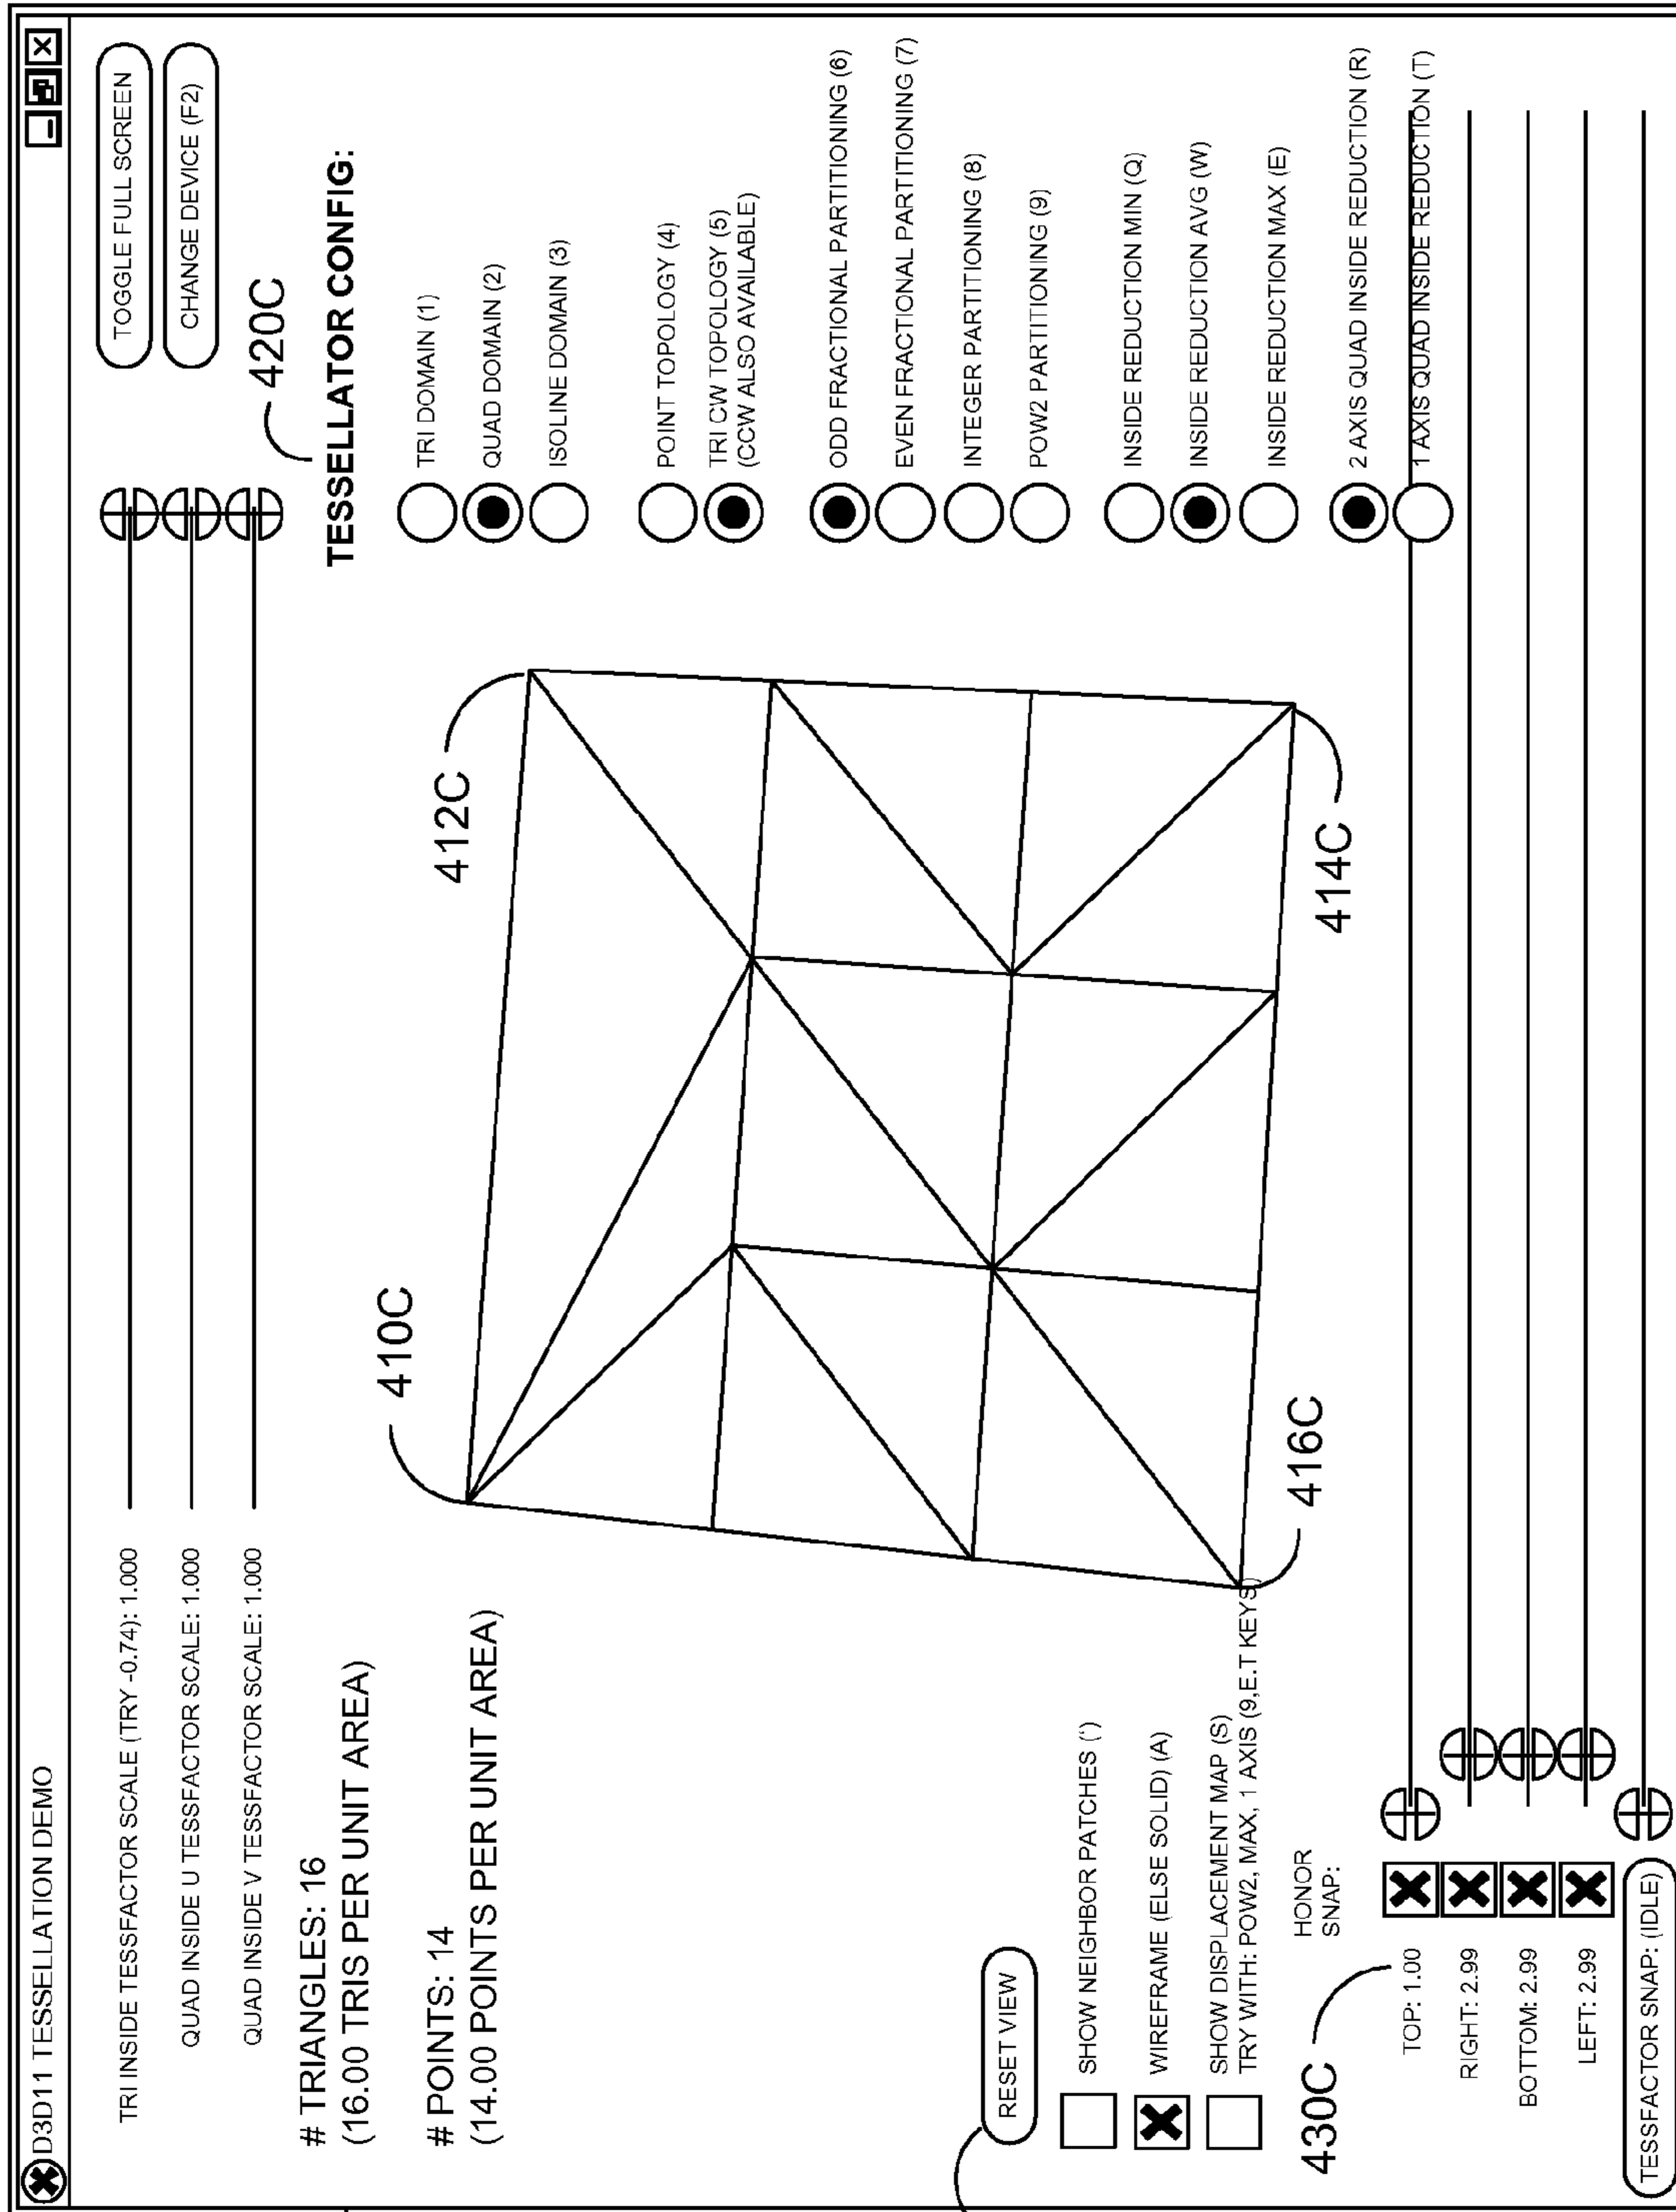 D3D11 TESSELLATION DEMO
TRI INSIDE TESSFACTOR SCALE (TRY -0.74): 1.000
QUAD INSIDE U TESSFACTOR SCALE: 1.000
QUAD INSIDE V TESSFACTOR SCALE: 1.000
TOGGLE FULL SCREEN
CHANGE DEVICE (F2)
420C
# TRIANGLES: 16
(16.00 TRIS PER UNIT AREA)
# POINTS: 14
(14.00 POINTS PER UNIT AREA)
410C
412C
414C
416C
TESSELLATOR CONFIG:
TRI DOMAIN (1)
QUAD DOMAIN (2)
ISOLINE DOMAIN (3)
POINT TOPOLOGY (4)
TRI CW TOPOLOGY (5)
(CCW ALSO AVAILABLE)
ODD FRACTIONAL PARTITIONING (6)
EVEN FRACTIONAL PARTITIONING (7)
INTEGER PARTITIONING (8)
POW2 PARTITIONING (9)
INSIDE REDUCTION MIN (Q)
INSIDE REDUCTION AVG (W)
INSIDE REDUCTION MAX (E)
2 AXIS QUAD INSIDE REDUCTION (R)
1 AXIS QUAD INSIDE REDUCTION (T)
RESET VIEW
SHOW NEIGHBOR PATCHES (')
WIREFRAME (ELSE SOLID) (A)
SHOW DISPLACEMENT MAP (S)
TRY WITH: POW2, MAX, 1 AXIS (9,E.T KEYS)
430C
HONOR
SNAP:
TOP: 1.00
RIGHT: 2.99
BOTTOM: 2.99
LEFT: 2.99
TESSFACTOR SNAP: (IDLE)